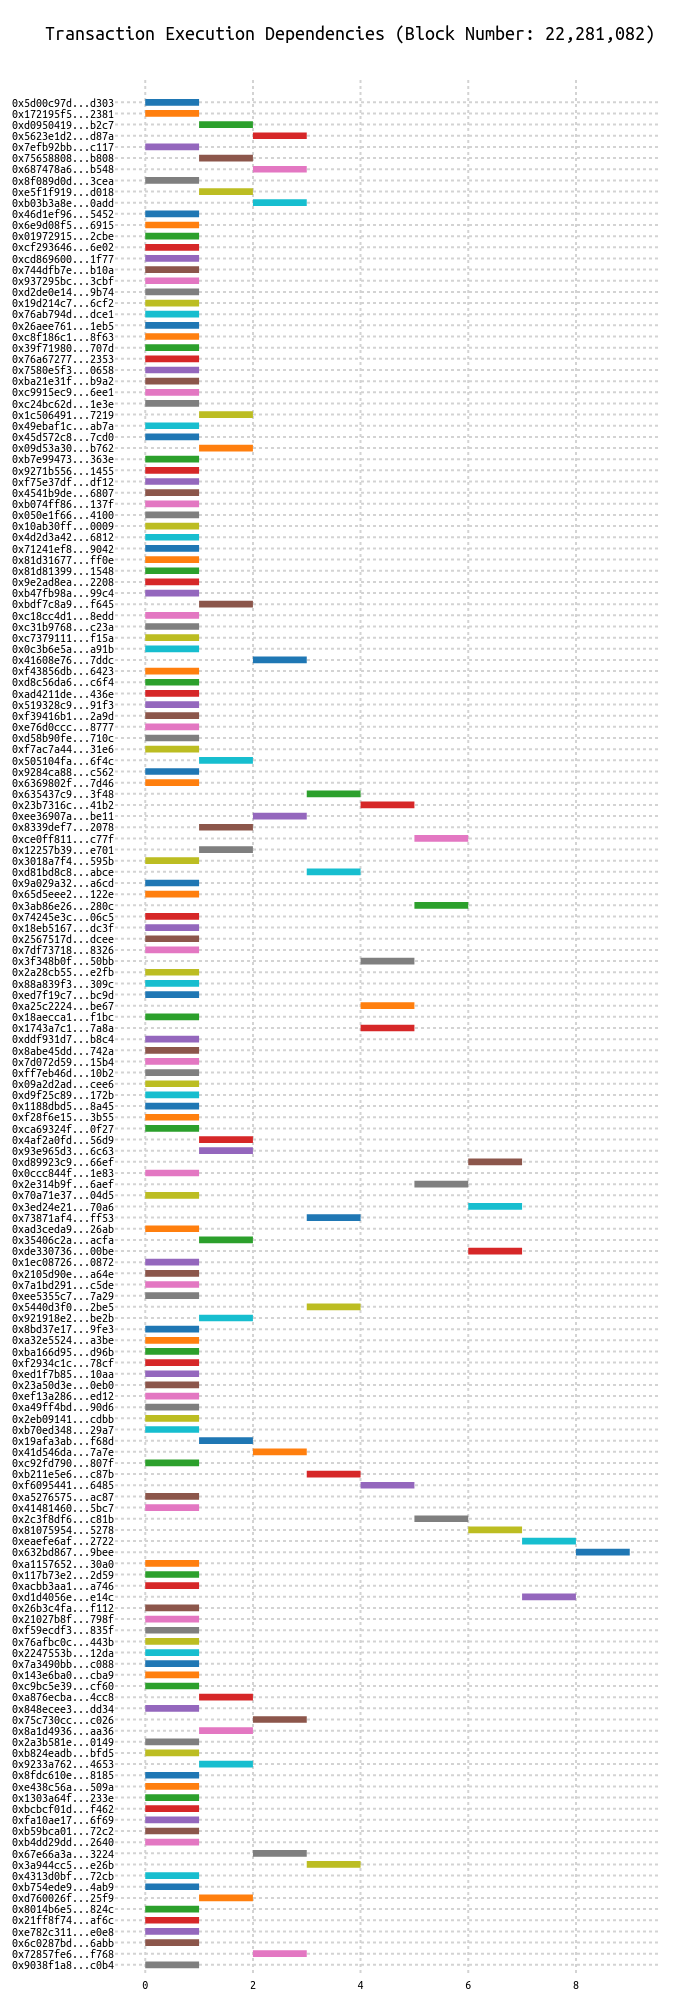 Transaction Execution Dependencies (Block Number: 22,281,082)
0x5d00c97d...d303
0x172195f5...2381
0xd0950419...b2c7
0x5623e1d2...d87a
0x7efb92bb...c117
0x75658808...b808
0x687478a6...b548
0x8f089d0d...3cea
0xe5f1f919...d018
0xb03b3a8e...0add
0x46d1ef96...5452
0x6e9d08f5...6915
0x01972915...2cbe
0xcf293646...6e02
0xcd869600...1f77
0x744dfb7e...b10a
0x937295bc...3cbf
0xd2de0e14...9b74
0x19d214c7...6cf2
0x76ab794d...dce1
0x26aee761...1eb5
0xc8f186c1...8f63
0x39f71980...707d
0x76a67277...2353
0x7580e5f3...0658
0xba21e31f...b9a2
0xc9915ec9...6ee1
0xc24bc62d...1e3e
0x1c506491...7219
0x49ebaf1c...ab7a
0x45d572c8...7cd0
0x09d53a30...b762
0xb7e99473...363e
0x9271b556...1455
0xf75e37df...df12
0x4541b9de...6807
0xb074ff86...137f
0x050e1f66...4100
0x10ab30ff...0009
0x4d2d3a42...6812
0x71241ef8...9042
0x81d31677...ff0e
0x81d81399...1548
0x9e2ad8ea...2208
0xb47fb98a...99c4
0xbdf7c8a9...f645
0xc18cc4d1...8edd
0xc31b9768...c23a
0xc7379111...f15a
0x0c3b6e5a...a91b
0x41608e76...7ddc
0xf43856db...6423
0xd8c56da6...c6f4
0xad4211de...436e
0x519328c9...91f3
0xf39416b1...2a9d
0xe76d0ccc...8777
0xd58b90fe...710c
0xf7ac7a44...31e6
0x505104fa...6f4c
0x9284ca88...c562
0x6369802f...7d46
0x635437c9...3f48
0x23b7316c...41b2
0xee36907a...be11
0x8339def7...2078
0xce0ff811...c77f
0x12257b39...e701
0x3018a7f4...595b
0xd81bd8c8...abce
0x9a029a32...a6cd
0x65d5eee2...122e
0x3ab86e26...280c
0x74245e3c...06c5
0x18eb5167...dc3f
0x2567517d...dcee
0x7df73718...8326
0x3f348b0f...50bb
0x2a28cb55...e2fb
0x88a839f3...309c
0xed7f19c7...bc9d
0xa25c2224...be67
0x18aecca1...f1bc
0x1743a7c1...7a8a
0xddf931d7...b8c4
0x8abe45dd...742a
0x7d072d59...15b4
0xff7eb46d...10b2
0x09a2d2ad...cee6
0xd9f25c89...172b
0x1188dbd5...8a45
0xf28f6e15...3b55
0xca69324f...0f27
0x4af2a0fd...56d9
0x93e965d3...6c63
0xd89923c9...66ef
0x0ccc844f...1e83
0x2e314b9f...6aef
0x70a71e37...04d5
0x3ed24e21...70a6
0x73871af4...ff53
0xad3ceda9...26ab
0x35406c2a...acfa
0xde330736...00be
0x1ec08726...0872
0x2105d90e...a64e
0x7a1bd291...c5de
0xee5355c7...7a29
0x5440d3f0...2be5
0x921918e2...be2b
0x8bd37e17...9fe3
0xa32e5524...a3be
0xba166d95...d96b
0xf2934c1c...78cf
0xed1f7b85...10aa
0x23a50d3e...0eb0
0xef13a286...ed12
0xa49ff4bd...90d6
0x2eb09141...cdbb
0xb70ed348...29a7
0x19afa3ab...f68d
0x41d546da...7a7e
0xc92fd790...807f
0xb211e5e6...c87b
0xf6095441...6485
0xa5276575...ac87
0x41481460...5bc7
0x2c3f8df6...c81b
0x81075954...5278
0xeaefe6af...2722
0x632bd867...9bee
0xa1157652...30a0
0x117b73e2...2d59
0xacbb3aa1...a746
0xd1d4056e...e14c
0x26b3c4fa...f112
0x21027b8f...798f
0xf59ecdf3...835f
0x76afbc0c...443b
0x2247553b...12da
0x7a3490bb...c088
0x143e6ba0...cba9
0xc9bc5e39...cf60
0xa876ecba...4cc8
0x848ecee3...dd34
0x75c730cc...c026
0x8a1d4936...aa36
0x2a3b581e...0149
0xb824eadb...bfd5
0x9233a762...4653
0x8fdc610e...8185
0xe438c56a...509a
0x1303a64f...233e
0xbcbcf01d...f462
0xfa10ae17...6f69
0xb59bca01...72c2
0xb4dd29dd...2640
0x67e66a3a...3224
0x3a944cc5...e26b
0x4313d0bf...72cb
0xb754ede9...4ab9
0xd760026f...25f9
0x8014b6e5...824c
0x21ff8f74...af6c
0xe782c311...e0e8
0x6c0287bd...6abb
0x72857fe6...f768
0x9038f1a8...c0b4
0 2 4 6 8